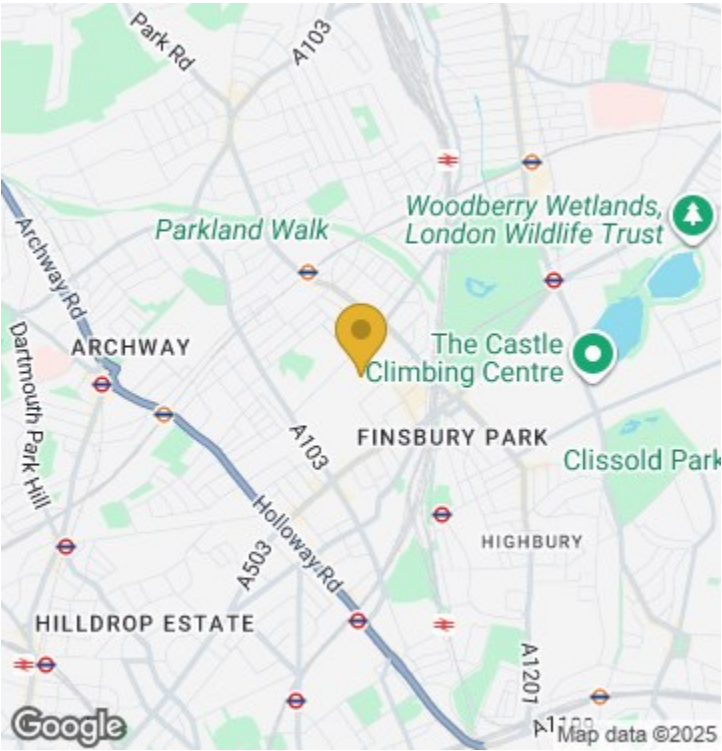 Park Rd
A103
Woodberry Wetlands,
London Wildlife Trust
Parkland Walk
Archway Rd
ARCHWAY
Dartmouth Park Hill
The Castle
Climbing Centre
FINSBURY PARK
A103
Clissold Park
Holloway Rd
A503
HIGHBURY
HILLDROP ESTATE
A1201
Google
Map data ©2025